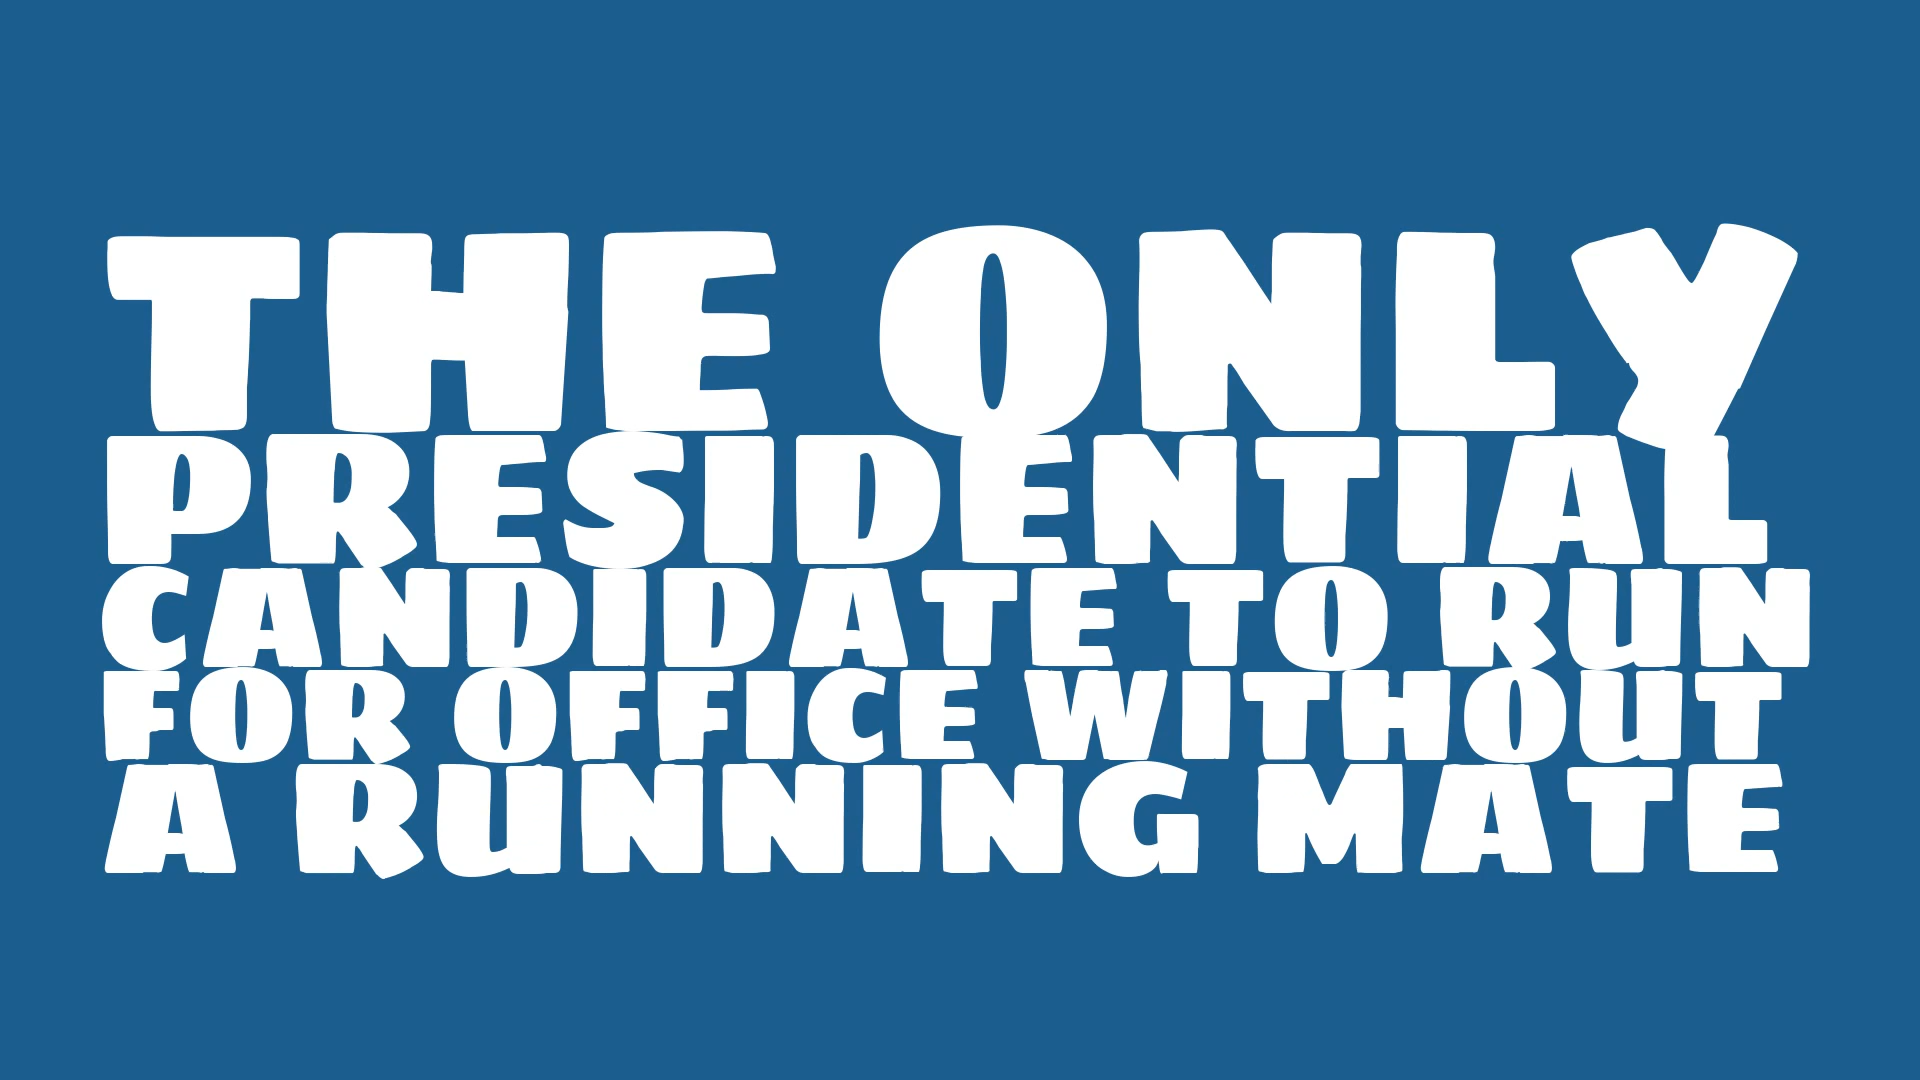 THE ONLY
PRESIDENTIAL
CANDIDATE TO RUN
FOR OFFICE WITHOUT
A RUNNING MATE